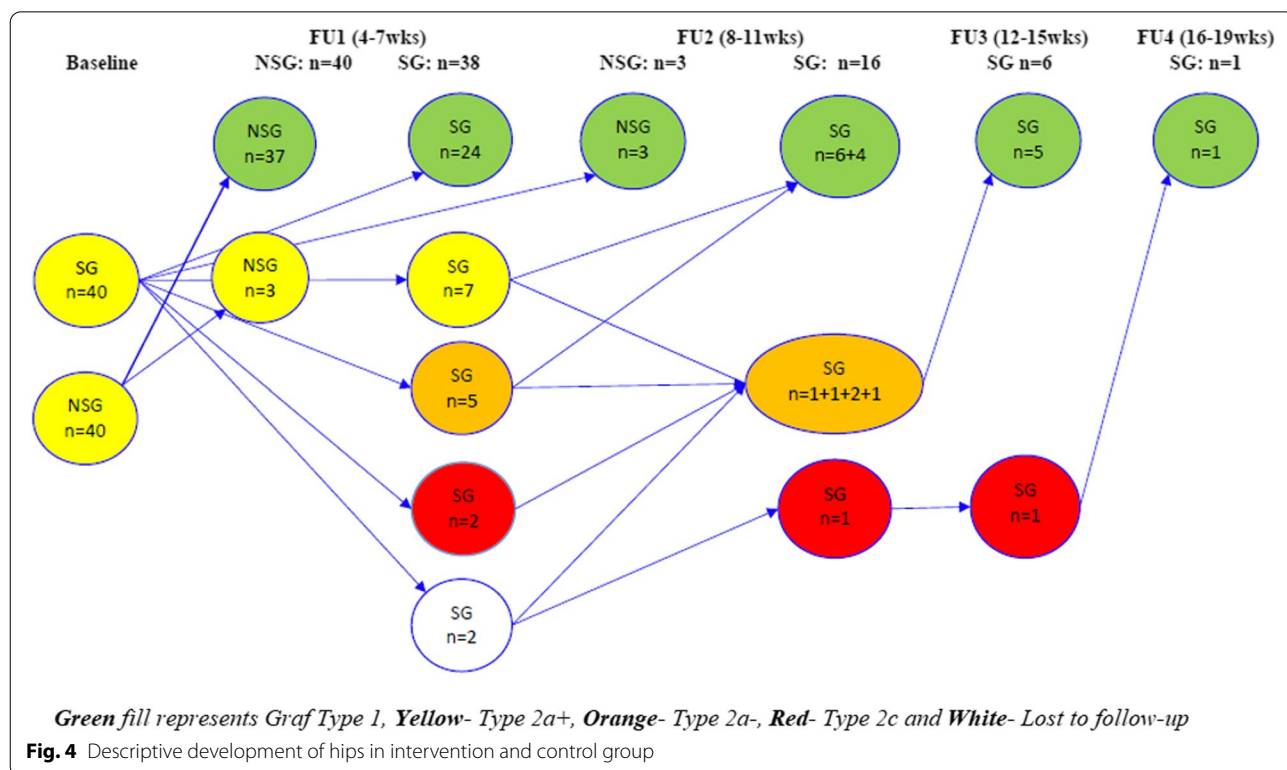 FU1 (4-7wks) FU2 (8-11wks) FU3 (12-15wks) FU4 (16-19wks)
Baseline NSG: n=40 SG: n=38 NSG: n=3 SG: n=16 SG n=6 SG: n=1
NSG
n=37
SG
n=24
NSG
n=3
SG
n=6+4
SG
n=5
SG
n=1
SG
n=40
NSG
n=3
SG
n=7
NSG
n=40
SG
n=5
SG
n=1+1+2+1
SG
n=2
SG
n=1
SG
n=1
SG
n=2
Green fill represents Graf Type 1, Yellow- Type 2a+, Orange- Type 2a-, Red- Type 2c and White- Lost to follow-up
Fig. 4 Descriptive development of hips in intervention and control group